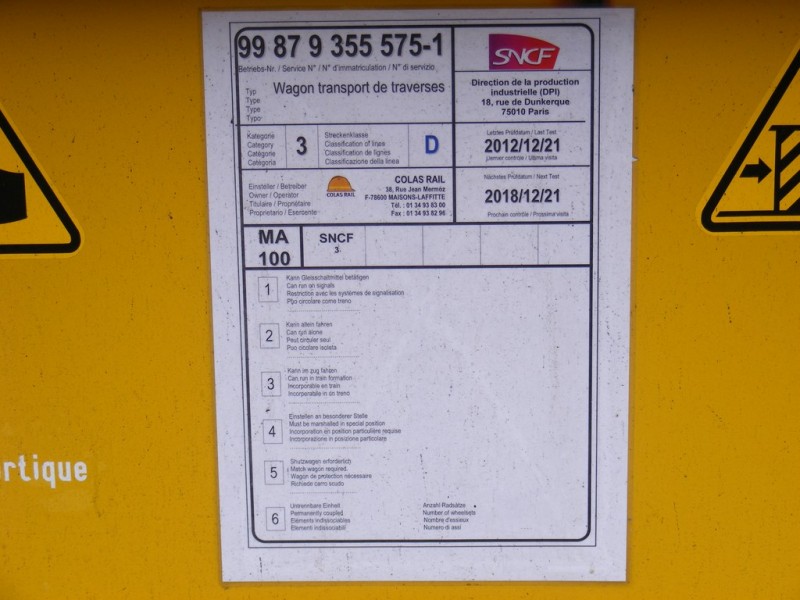 99 87 9 355 575-1
Betriebs-Nr. / Service N° / N° d'immatriculation / N° di servizio
Typ
Type
Type
Typo
Wagon transport de traverses
SNCF
Direction de la production
industrielle (DPI)
18, rue de Dunkerque
75010 Paris
Kategorie
Category
Catégorie
Categoria
3
Streckenklasse
Classification of lines
Classification de lignes
Classificazione della linea
D
Letztes Prüfdatum / Last Test
2012/12/21
Dernier contrôle / Ultima visita
Einsteller / Betreiber
Owner / Operator
Titulaire / Propriétaire
Proprietario / Esercente
COLAS RAIL
COLAS RAIL
38, Rue Jean Mermoz
F-78600 MAISONS-LAFFITTE
Tél. : 01 34 93 83 00
Fax : 01 34 93 82 96
Nächstes Prüfdatum / Next Test
2018/12/21
Prochain contrôle / Prossima visita
MA
100
SNCF
3
1
Kann Gleisschaltmittel betätigen
Can run on signals
Restriction avec les systèmes de signalisation
Può circolare come treno
2
Kann allein fahren
Can run alone
Peut circuler seul
Può circolare isolata
3
Kann im zug fahren
Can run in train formation
Incorporable en train
Incorporabile in un treno
4
Einstellen an besonderer Stelle
Must be marshalled in special position
Incorporation en position particulière requise
Incorporazione in posizione particolare
5
Shutzwagen erforderlich
Match wagon required.
Wagon de protection nécessaire
Richiede carro scudo
6
Untrennbare Einheit
Permanently coupled.
Eléments indissociables
Elementi indissociabili
Anzahl Radsätze
Number of wheelsets
Nombre d'essieux
Numero di assi
rtique